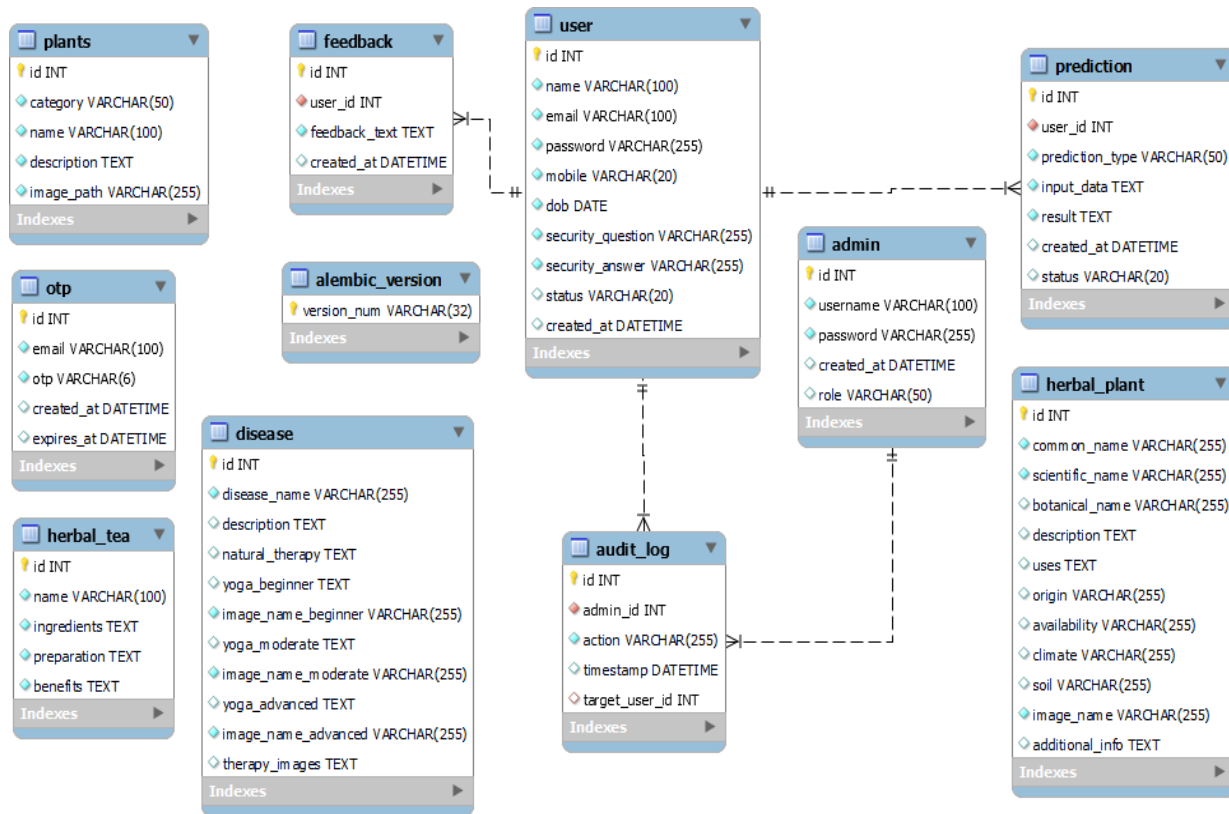 plants
id INT
category VARCHAR(50)
name VARCHAR(100)
description TEXT
image_path VARCHAR(255)
Indexes
feedback
id INT
user_id INT
feedback_text TEXT
created_at DATETIME
Indexes
user
id INT
name VARCHAR(100)
email VARCHAR(100)
password VARCHAR(255)
mobile VARCHAR(20)
dob DATE
security_question VARCHAR(255)
security_answer VARCHAR(255)
status VARCHAR(20)
created_at DATETIME
Indexes
prediction
id INT
user_id INT
prediction_type VARCHAR(50)
input_data TEXT
result TEXT
created_at DATETIME
status VARCHAR(20)
Indexes
otp
id INT
email VARCHAR(100)
otp VARCHAR(6)
created_at DATETIME
expires_at DATETIME
Indexes
alembic_version
version_num VARCHAR(32)
Indexes
admin
id INT
username VARCHAR(100)
password VARCHAR(255)
created_at DATETIME
role VARCHAR(50)
Indexes
herbal_tea
id INT
name VARCHAR(100)
ingredients TEXT
preparation TEXT
benefits TEXT
Indexes
disease
id INT
disease_name VARCHAR(255)
description TEXT
natural_therapy TEXT
yoga_beginner TEXT
image_name_beginner VARCHAR(255)
yoga_moderate TEXT
image_name_moderate VARCHAR(255)
yoga_advanced TEXT
image_name_advanced VARCHAR(255)
therapy_images TEXT
Indexes
audit_log
id INT
admin_id INT
action VARCHAR(255)
timestamp DATETIME
target_user_id INT
Indexes
herbal_plant
id INT
common_name VARCHAR(255)
scientific_name VARCHAR(255)
botanical_name VARCHAR(255)
description TEXT
uses TEXT
origin VARCHAR(255)
availability VARCHAR(255)
climate VARCHAR(255)
soil VARCHAR(255)
image_name VARCHAR(255)
additional_info TEXT
Indexes